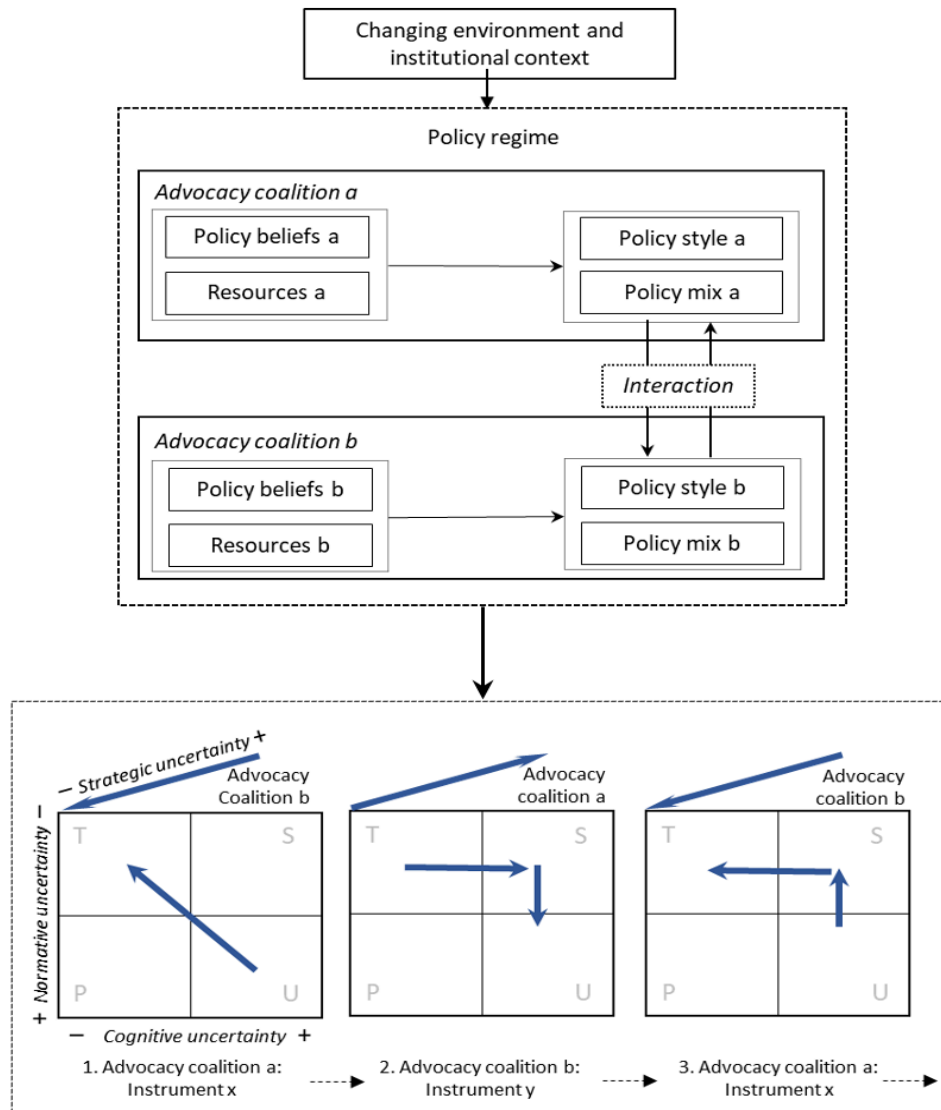 Changing environment and
institutional context
Policy regime
Advocacy coalition a
Policy beliefs a
Resources a
Policy style a
Policy mix a
Interaction
Advocacy coalition b
Policy beliefs b
Resources b
Policy style b
Policy mix b
− Strategic uncertainty +
Advocacy
Coalition b
+ Normative uncertainty −
T
S
P
U
− Cognitive uncertainty +
1. Advocacy coalition a:
Instrument x
Advocacy
coalition a
T
S
P
U
2. Advocacy coalition b:
Instrument y
Advocacy
coalition b
T
S
P
U
3. Advocacy coalition a:
Instrument x